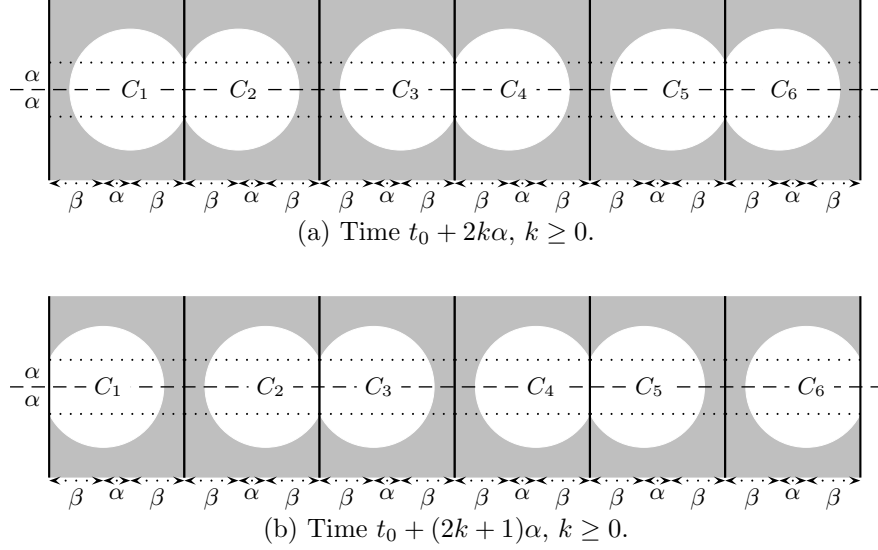 α
C₁ C₂ C₃ C₄ C₅ C₆
α
β α β β α β β α β β α β β α β β α β
(a) Time t₀ + 2kα, k ≥ 0.
α
C₁ C₂ C₃ C₄ C₅ C₆
α
β α β β α β β α β β α β β α β β α β
(b) Time t₀ + (2k + 1)α, k ≥ 0.